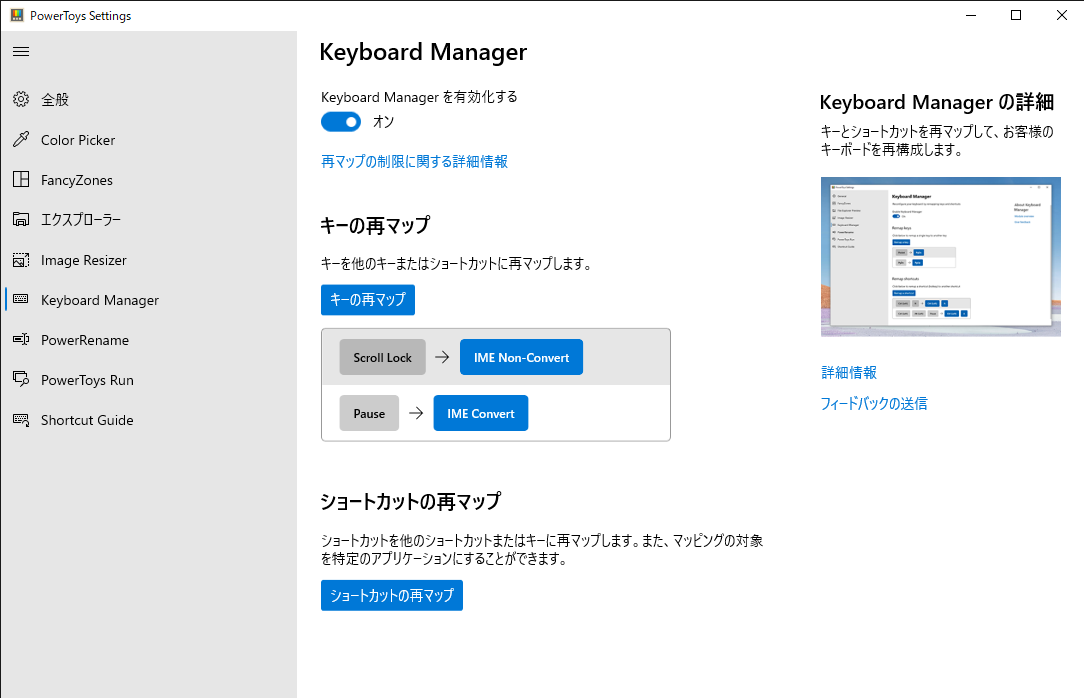 PowerToys Settings
全般
Color Picker
FancyZones
エクスプローラー
Image Resizer
Keyboard Manager
PowerRename
PowerToys Run
Shortcut Guide
Keyboard Manager
Keyboard Manager を有効化する
オン
再マップの制限に関する詳細情報
キーの再マップ
キーを他のキーまたはショートカットに再マップします。
キーの再マップ
Scroll Lock → IME Non-Convert
Pause → IME Convert
ショートカットの再マップ
ショートカットを他のショートカットまたはキーに再マップします。また、マッピングの対象
を特定のアプリケーションにすることができます。
ショートカットの再マップ
Keyboard Manager の詳細
キーとショートカットを再マップして、お客様の
キーボードを再構成します。
Keyboard Manager
Remap keys
Remap shortcuts
詳細情報
フィードバックの送信